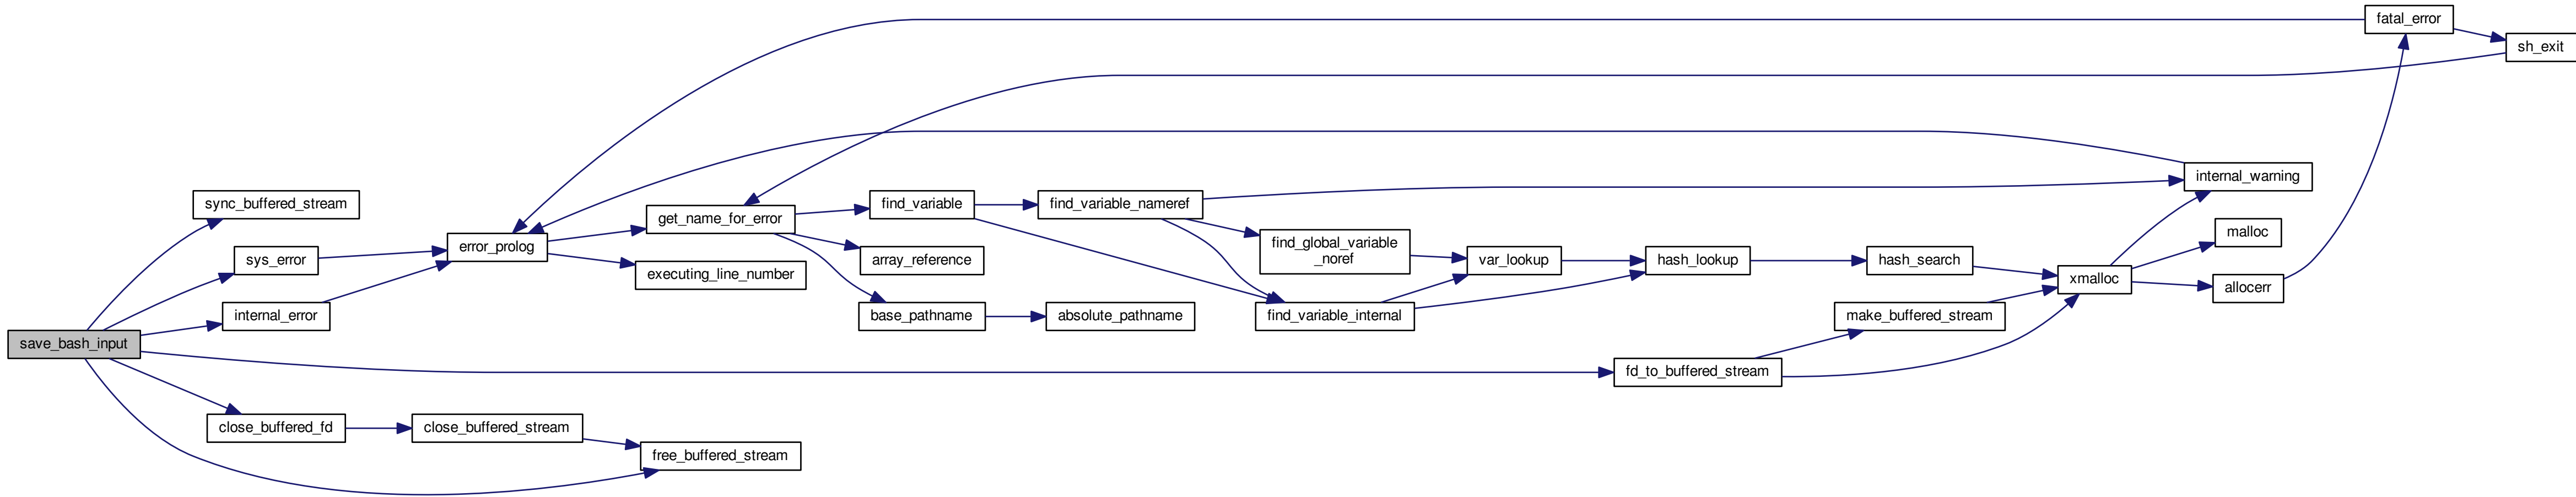 fatal_error
sh_exit
internal_warning
sync_buffered_stream
find_variable
find_variable_nameref
get_name_for_error
malloc
error_prolog
find_global_variable
_noref
sys_error
array_reference
var_lookup
hash_lookup
hash_search
executing_line_number
xmalloc
allocerr
internal_error
base_pathname
absolute_pathname
find_variable_internal
make_buffered_stream
save_bash_input
fd_to_buffered_stream
close_buffered_fd
close_buffered_stream
free_buffered_stream